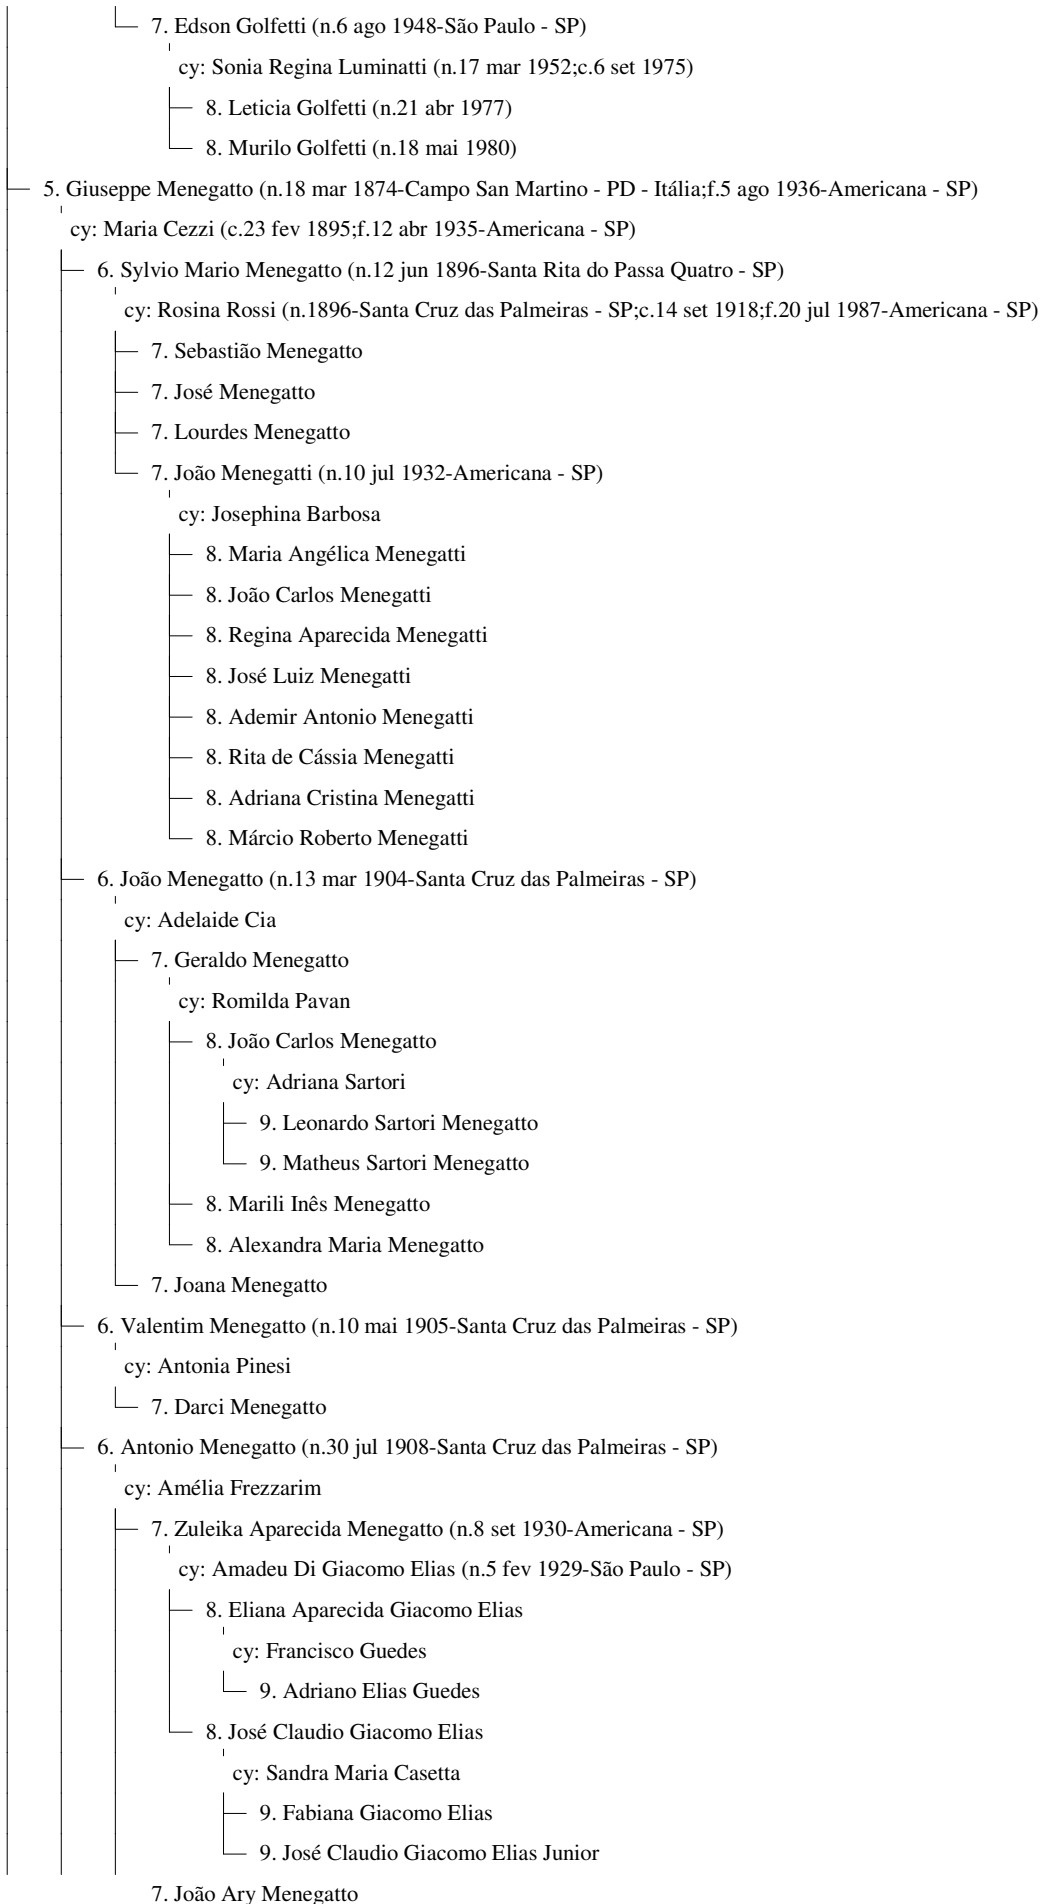 7. Edson Golfetti (n.6 ago 1948-São Paulo - SP)
cy: Sonia Regina Luminatti (n.17 mar 1952;c.6 set 1975)
8. Leticia Golfetti (n.21 abr 1977)
8. Murilo Golfetti (n.18 mai 1980)
5. Giuseppe Menegatto (n.18 mar 1874-Campo San Martino - PD - Itália;f.5 ago 1936-Americana - SP)
cy: Maria Cezzi (c.23 fev 1895;f.12 abr 1935-Americana - SP)
6. Sylvio Mario Menegatto (n.12 jun 1896-Santa Rita do Passa Quatro - SP)
cy: Rosina Rossi (n.1896-Santa Cruz das Palmeiras - SP;c.14 set 1918;f.20 jul 1987-Americana - SP)
7. Sebastião Menegatto
7. José Menegatto
7. Lourdes Menegatto
7. João Menegatti (n.10 jul 1932-Americana - SP)
cy: Josephina Barbosa
8. Maria Angélica Menegatti
8. João Carlos Menegatti
8. Regina Aparecida Menegatti
8. José Luiz Menegatti
8. Ademir Antonio Menegatti
8. Rita de Cássia Menegatti
8. Adriana Cristina Menegatti
8. Márcio Roberto Menegatti
6. João Menegatto (n.13 mar 1904-Santa Cruz das Palmeiras - SP)
cy: Adelaide Cia
7. Geraldo Menegatto
cy: Romilda Pavan
8. João Carlos Menegatto
cy: Adriana Sartori
9. Leonardo Sartori Menegatto
9. Matheus Sartori Menegatto
8. Marili Inês Menegatto
8. Alexandra Maria Menegatto
7. Joana Menegatto
6. Valentim Menegatto (n.10 mai 1905-Santa Cruz das Palmeiras - SP)
cy: Antonia Pinesi
7. Darci Menegatto
6. Antonio Menegatto (n.30 jul 1908-Santa Cruz das Palmeiras - SP)
cy: Amélia Frezzarim
7. Zuleika Aparecida Menegatto (n.8 set 1930-Americana - SP)
cy: Amadeu Di Giacomo Elias (n.5 fev 1929-São Paulo - SP)
8. Eliana Aparecida Giacomo Elias
cy: Francisco Guedes
9. Adriano Elias Guedes
8. José Claudio Giacomo Elias
cy: Sandra Maria Casetta
9. Fabiana Giacomo Elias
9. José Claudio Giacomo Elias Junior
7. João Ary Menegatto